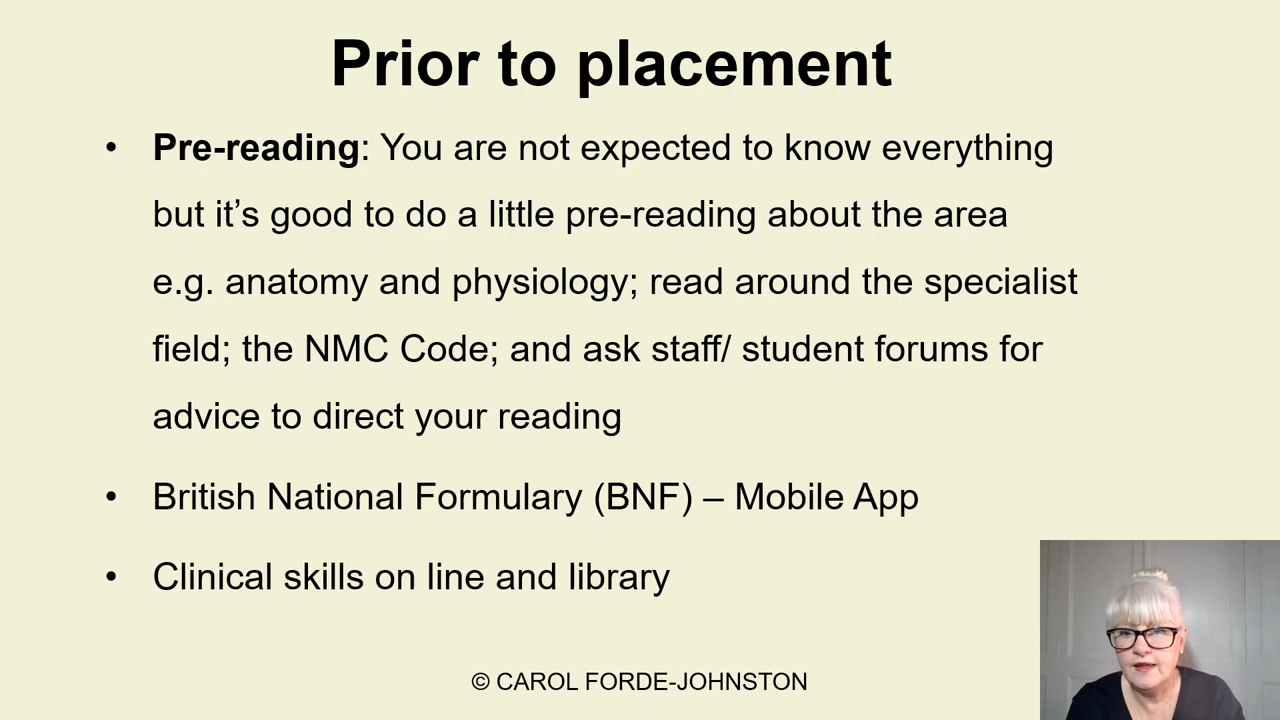 Prior to placement
• Pre-reading: You are not expected to know everything
but it’s good to do a little pre-reading about the area
e.g. anatomy and physiology; read around the specialist
field; the NMC Code; and ask staff/ student forums for
advice to direct your reading
• British National Formulary (BNF) – Mobile App
• Clinical skills on line and library
© CAROL FORDE-JOHNSTON